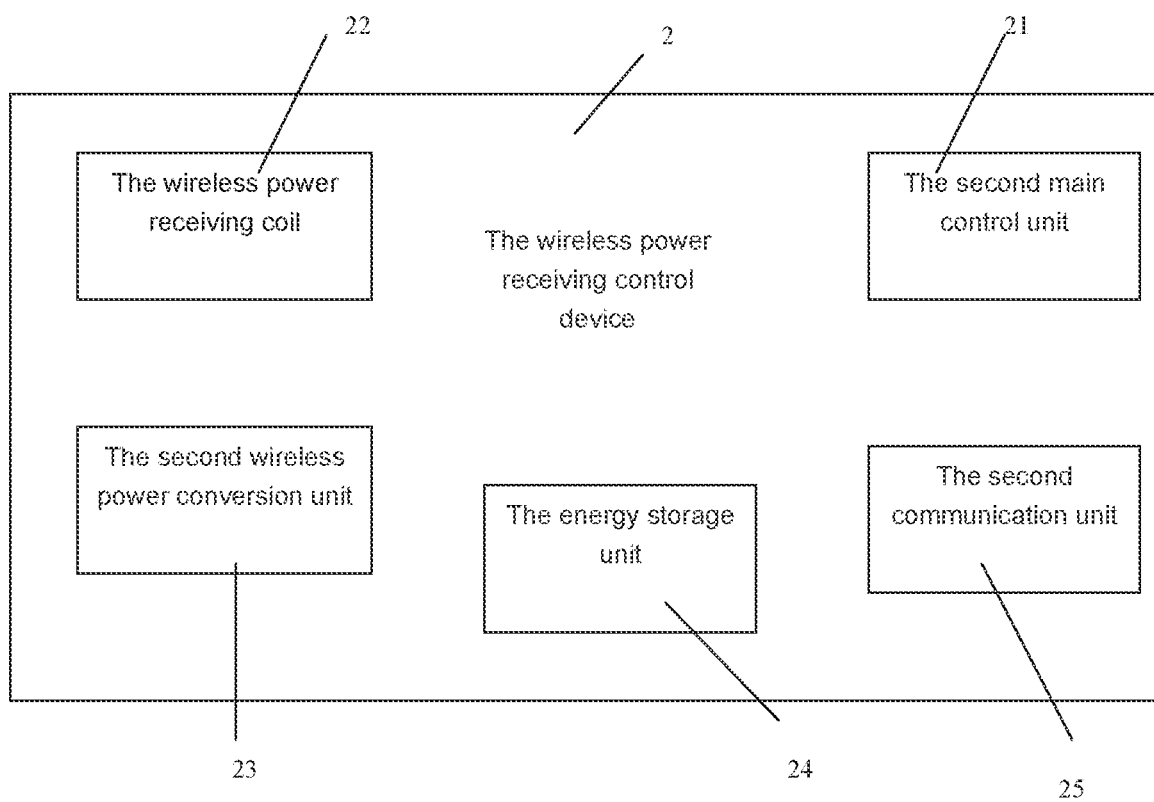 22
2
21
The wireless power
receiving coil
The wireless power
receiving control
device
The second main
control unit
The second wireless
power conversion unit
The energy storage
unit
The second
communication unit
23
24
25